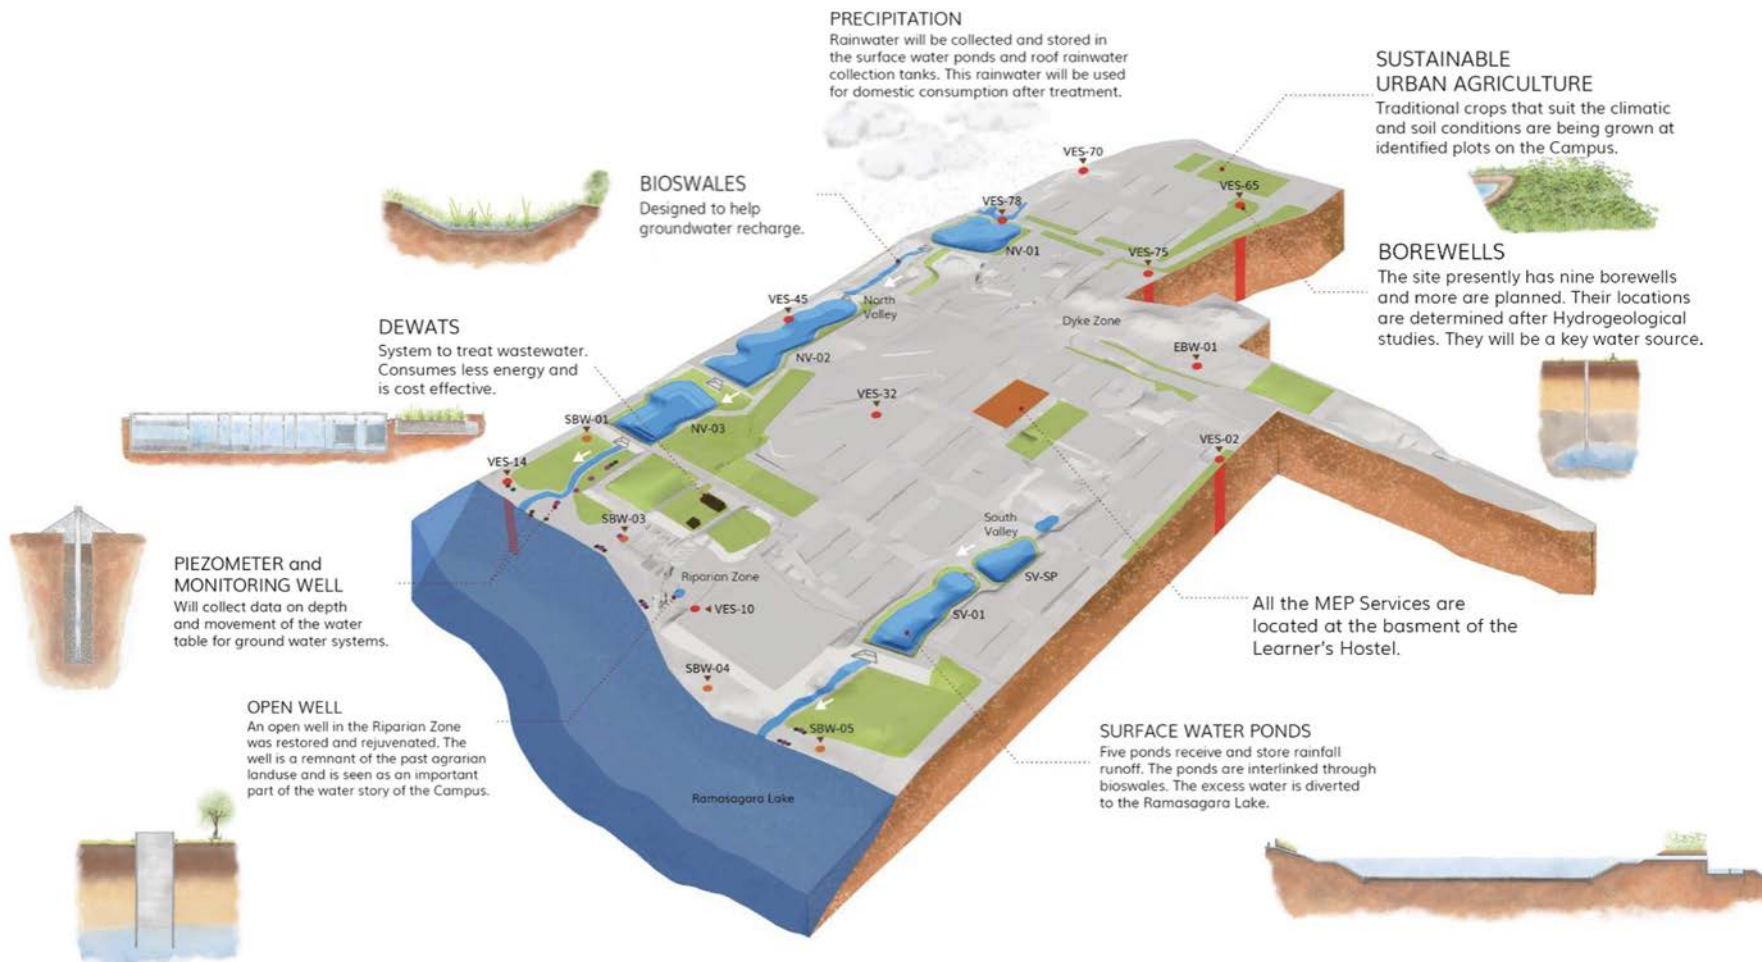 PRECIPITATION
Rainwater will be collected and stored in
the surface water ponds and roof rainwater
collection tanks. This rainwater will be used
for domestic consumption after treatment.
SUSTAINABLE
URBAN AGRICULTURE
Traditional crops that suit the climatic
and soil conditions are being grown at
identified plots on the Campus.
BIOSWALES
Designed to help
groundwater recharge.
VES-70
VES-65
VES-78
NV-01
VES-75
BOREWELLS
The site presently has nine borewells
and more are planned. Their locations
are determined after Hydrogeological
studies. They will be a key water source.
VES-45
North
Valley
NV-02
Dyke Zone
EBW-01
DEWATS
System to treat wastewater.
Consumes less energy and
is cost effective.
VES-32
SBW-01
NV-03
VES-02
VES-14
SBW-03
South
Valley
SV-SP
Riparian Zone
VES-10
SV-01
PIEZOMETER and
MONITORING WELL
Will collect data on depth
and movement of the water
table for ground water systems.
All the MEP Services are
located at the basment of the
Learner's Hostel.
SBW-04
SBW-05
OPEN WELL
An open well in the Riparian Zone
was restored and rejuvenated. The
well is a remnant of the past agrarian
landuse and is seen as an important
part of the water story of the Campus.
Ramasagara Lake
SURFACE WATER PONDS
Five ponds receive and store rainfall
runoff. The ponds are interlinked through
bioswales. The excess water is diverted
to the Ramasagara Lake.